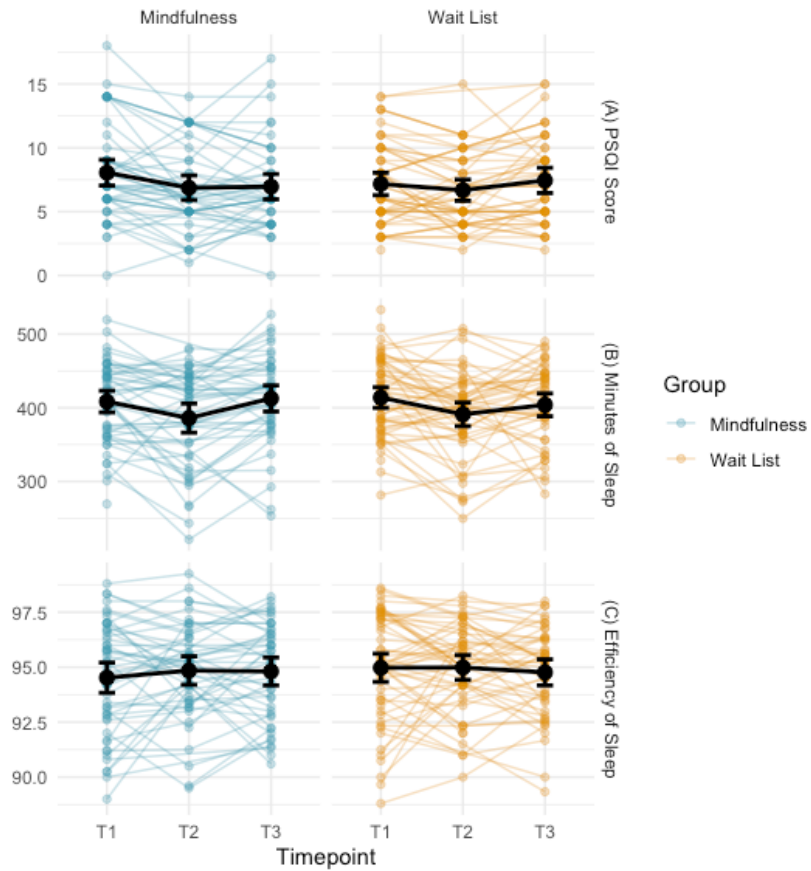 Mindfulness Wait List
15
10
5
0
(A) PSQI Score
500
400
300
(B) Minutes of Sleep
Group
Mindfulness
Wait List
97.5
95.0
92.5
90.0
(C) Efficiency of Sleep
T1 T2 T3 T1 T2 T3
Timepoint